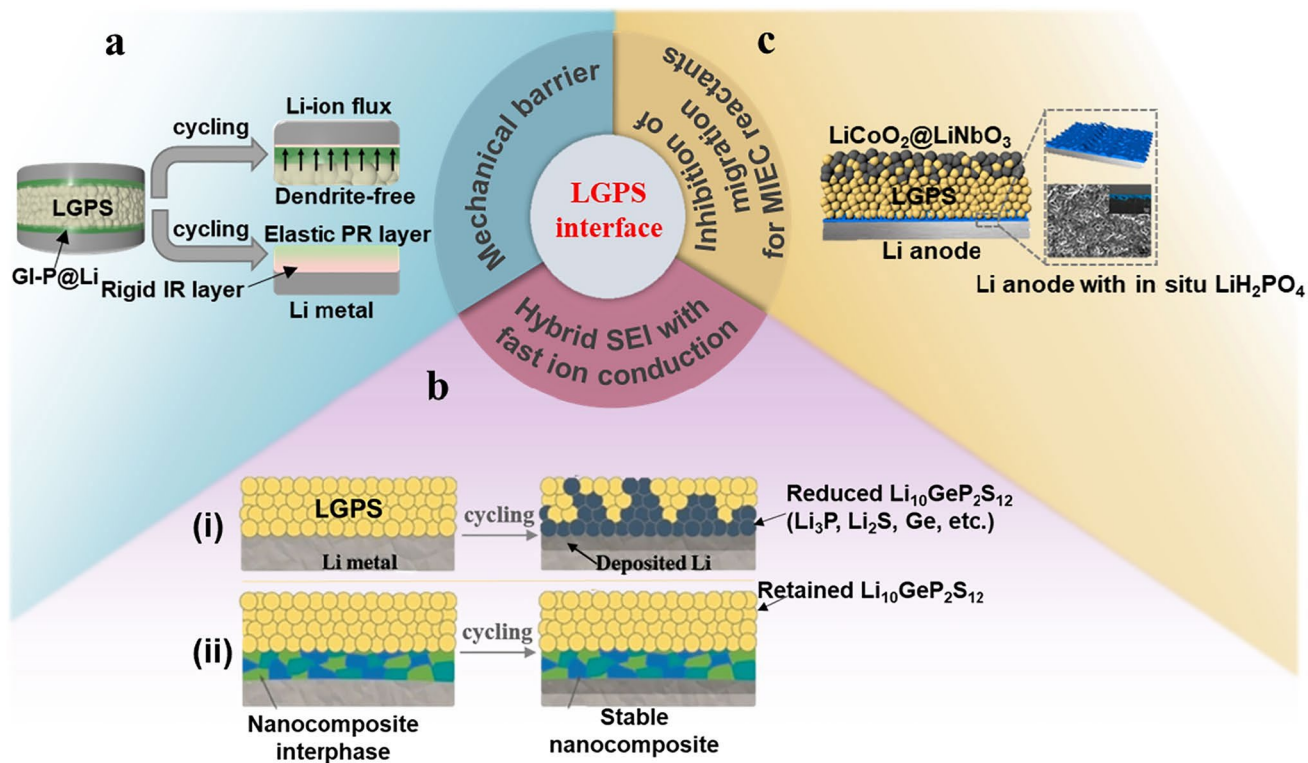 a
Li-ion flux
cycling
Dendrite-free
LGPS
cycling
Elastic PR layer
GI-P@Li
Rigid IR layer
Li metal
Mechanical barrier
Inhibition of
migration
for MIEC reactants
LGPS
interface
Hybrid SEI with
fast ion conduction
c
LiCoO₂@LiNbO₃
LGPS
Li anode
Li anode with in situ LiH₂PO₄
b
(i)
LGPS
Li metal
cycling
Deposited Li
Reduced Li₁₀GeP₂S₁₂
(Li₃P, Li₂S, Ge, etc.)
(ii)
cycling
Retained Li₁₀GeP₂S₁₂
Nanocomposite
interphase
Stable
nanocomposite